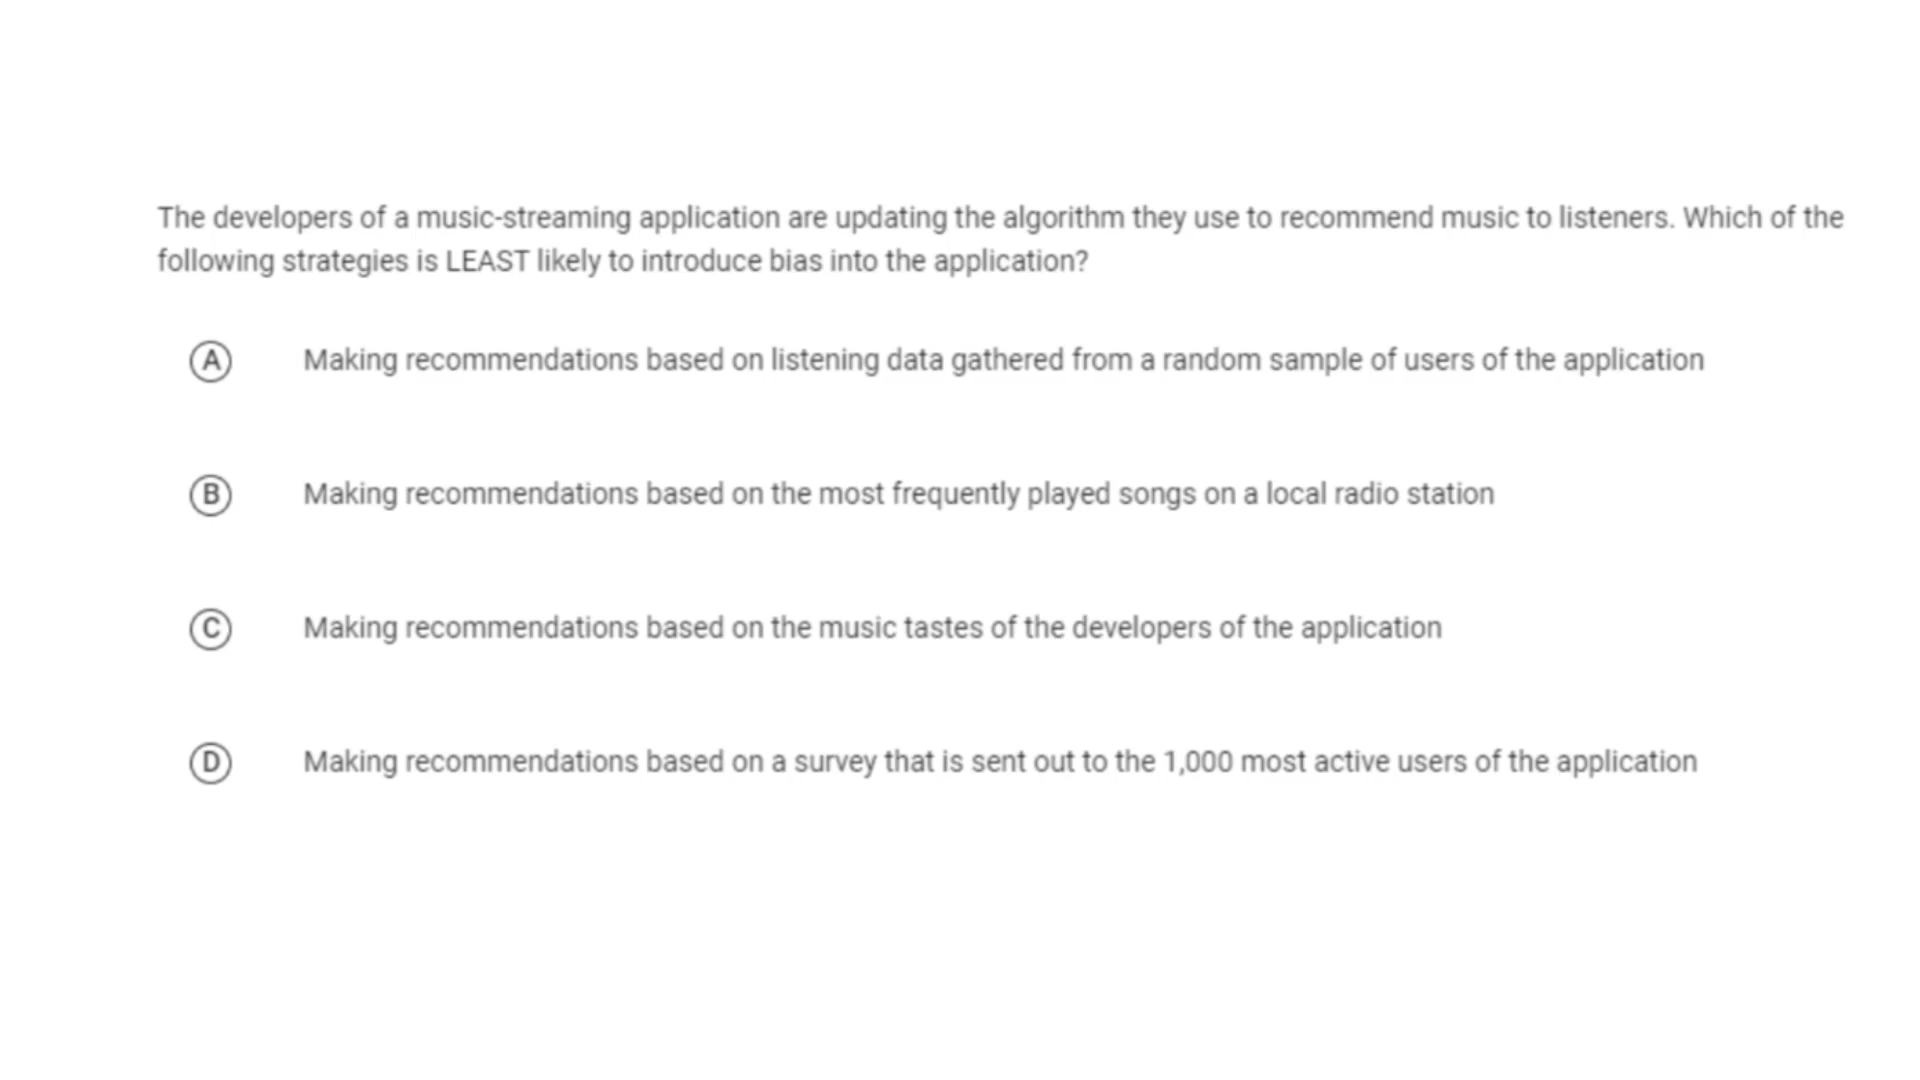 The developers of a music-streaming application are updating the algorithm they use to recommend music to listeners. Which of the
following strategies is LEAST likely to introduce bias into the application?
A Making recommendations based on listening data gathered from a random sample of users of the application
B Making recommendations based on the most frequently played songs on a local radio station
C Making recommendations based on the music tastes of the developers of the application
D Making recommendations based on a survey that is sent out to the 1,000 most active users of the application